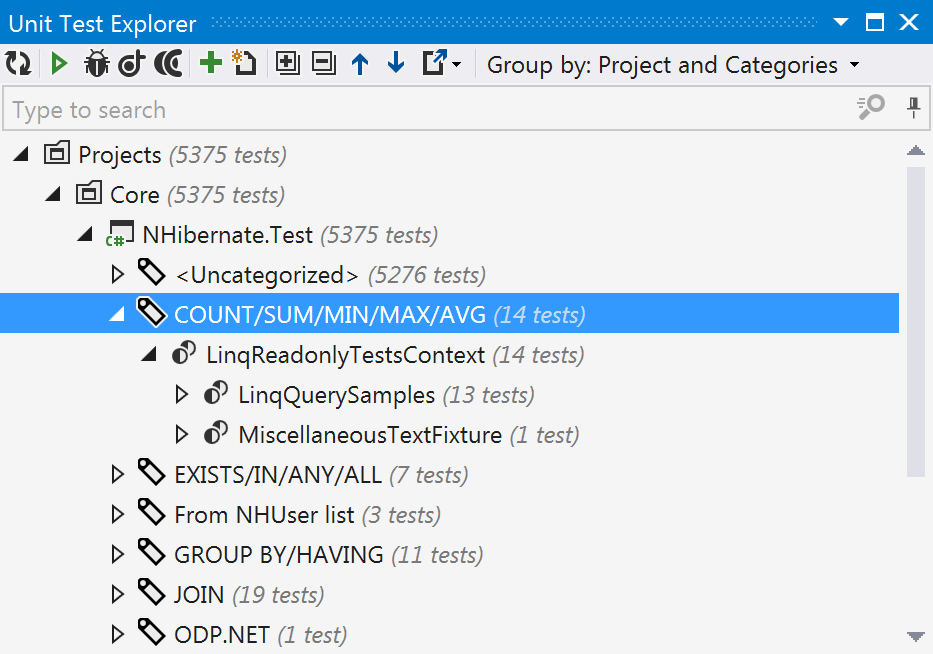 Unit Test Explorer
Group by: Project and Categories
Type to search
Projects (5375 tests)
Core (5375 tests)
C# NHibernate.Test (5375 tests)
<Uncategorized> (5276 tests)
COUNT/SUM/MIN/MAX/AVG (14 tests)
LinqReadonlyTestsContext (14 tests)
LinqQuerySamples (13 tests)
MiscellaneousTextFixture (1 test)
EXISTS/IN/ANY/ALL (7 tests)
From NHUser list (3 tests)
GROUP BY/HAVING (11 tests)
JOIN (19 tests)
ODP.NET (1 test)